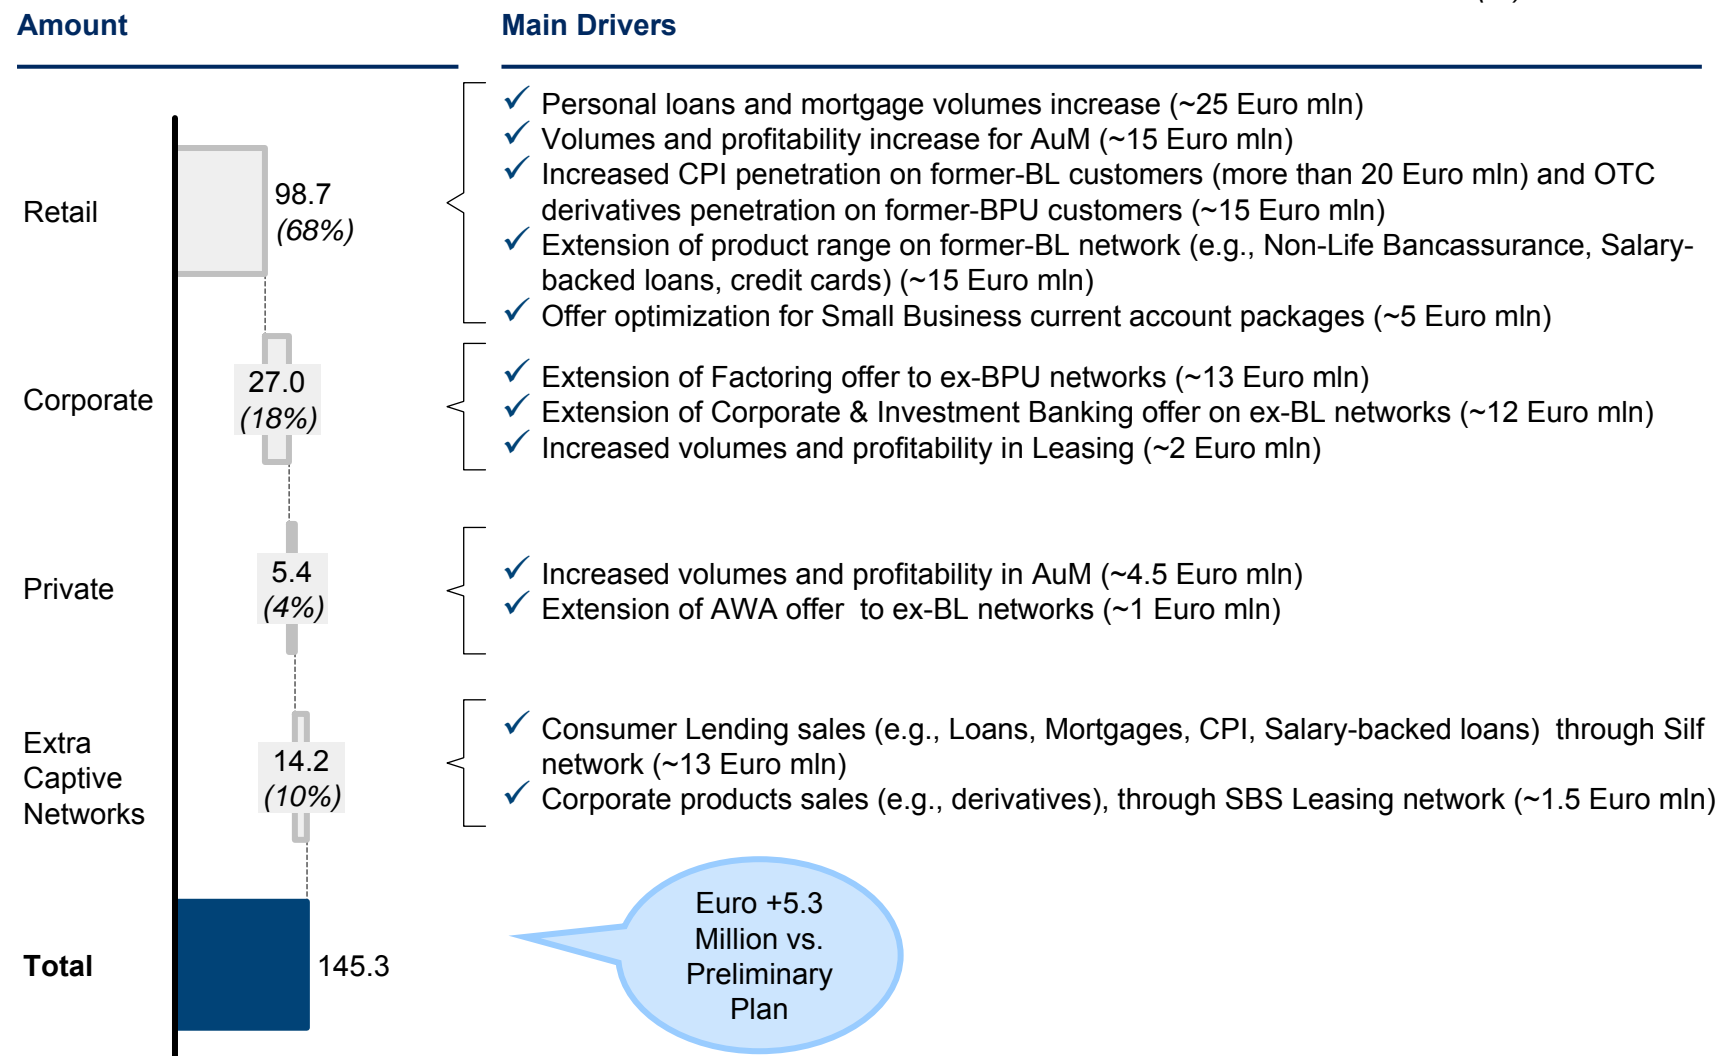 Amount
Main Drivers
Retail
98.7
(68%)
✓ Personal loans and mortgage volumes increase (~25 Euro mln)
✓ Volumes and profitability increase for AuM (~15 Euro mln)
✓ Increased CPI penetration on former-BL customers (more than 20 Euro mln) and OTC
derivatives penetration on former-BPU customers (~15 Euro mln)
✓ Extension of product range on former-BL network (e.g., Non-Life Bancassurance, Salary-
backed loans, credit cards) (~15 Euro mln)
✓ Offer optimization for Small Business current account packages (~5 Euro mln)
Corporate
27.0
(18%)
✓ Extension of Factoring offer to ex-BPU networks (~13 Euro mln)
✓ Extension of Corporate & Investment Banking offer on ex-BL networks (~12 Euro mln)
✓ Increased volumes and profitability in Leasing (~2 Euro mln)
Private
5.4
(4%)
✓ Increased volumes and profitability in AuM (~4.5 Euro mln)
✓ Extension of AWA offer to ex-BL networks (~1 Euro mln)
Extra
Captive
Networks
14.2
(10%)
✓ Consumer Lending sales (e.g., Loans, Mortgages, CPI, Salary-backed loans) through Silf
network (~13 Euro mln)
✓ Corporate products sales (e.g., derivatives), through SBS Leasing network (~1.5 Euro mln)
Total
145.3
Euro +5.3
Million vs.
Preliminary
Plan